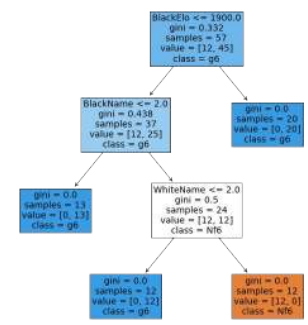 BlackElo <= 1900.0
gini = 0.332
samples = 57
value = [12, 45]
class = g6
BlackName <= 2.0
gini = 0.438
samples = 37
value = [12, 25]
class = g6
gini = 0.0
samples = 20
value = [0, 20]
class = g6
gini = 0.0
samples = 13
value = [0, 13]
class = g6
WhiteName <= 2.0
gini = 0.5
samples = 24
value = [12, 12]
class = Nf6
gini = 0.0
samples = 12
value = [0, 12]
class = g6
gini = 0.0
samples = 12
value = [12, 0]
class = Nf6